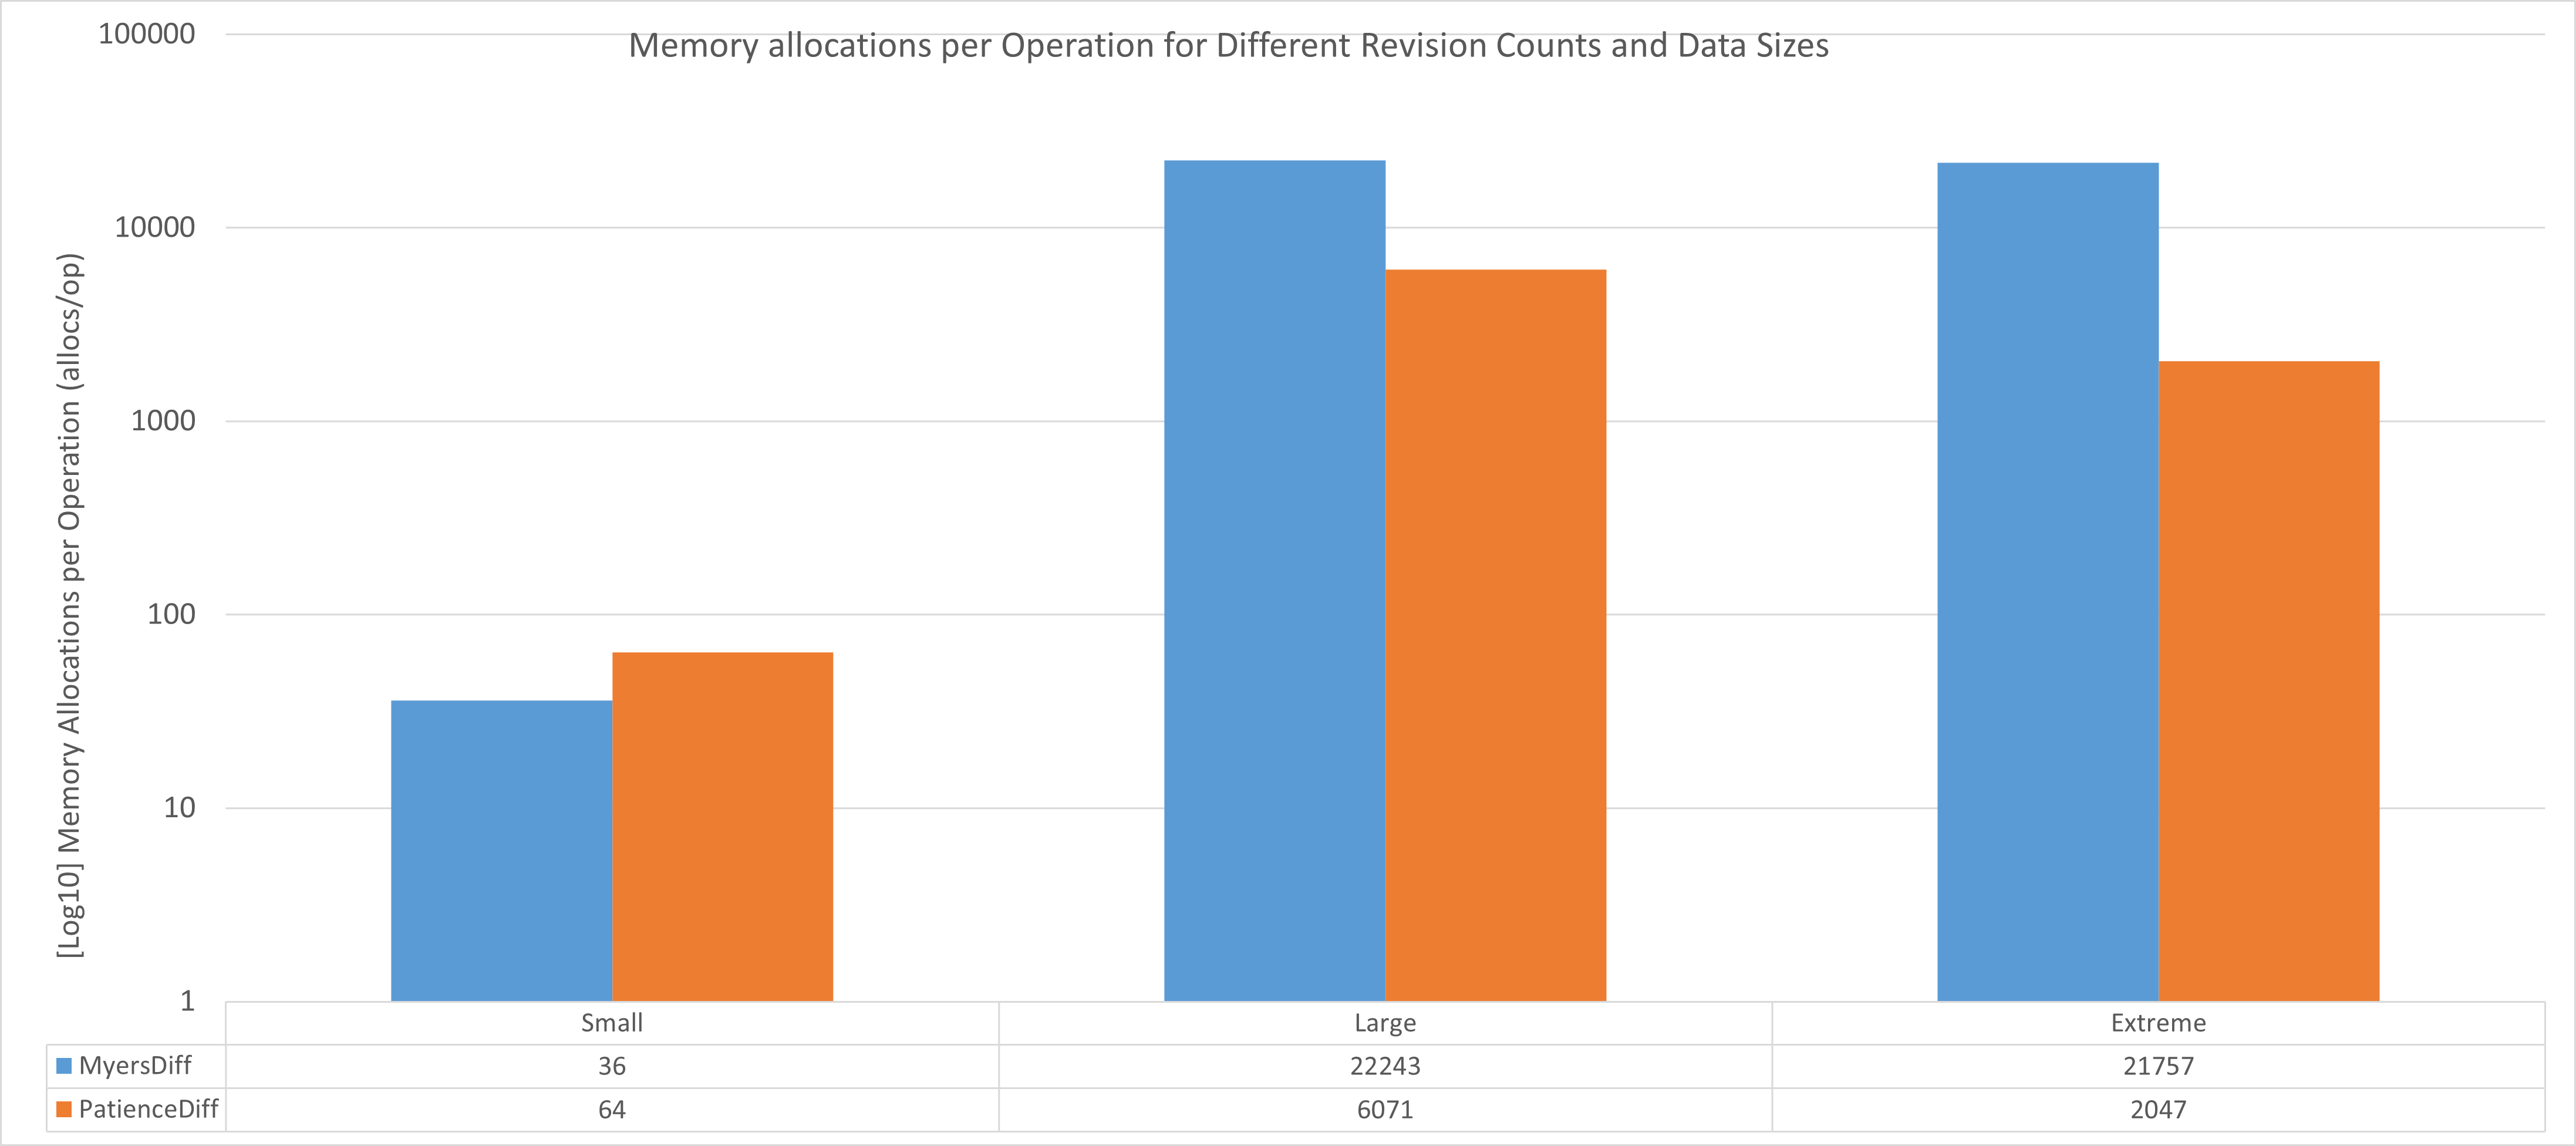 Memory allocations per Operation for Different Revision Counts and Data Sizes
[Log10] Memory Allocations per Operation (allocs/op)
100000
10000
1000
100
10
1
Small Large Extreme
MyersDiff 36 22243 21757
PatienceDiff 64 6071 2047